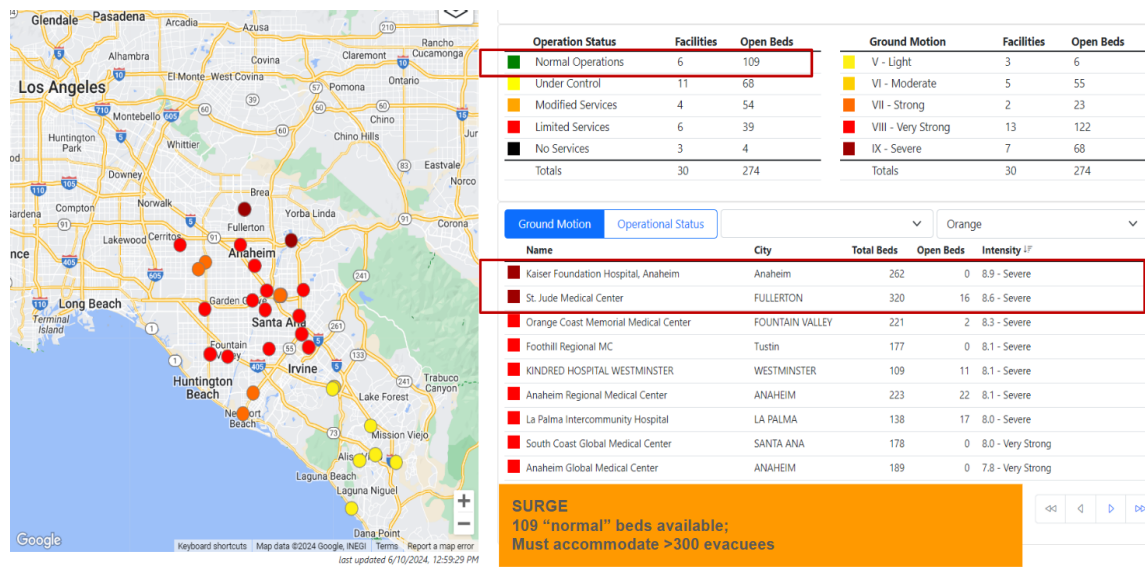 Glendale
Pasadena
Arcadia
Azusa
210
Rancho
Cucamonga
Alhambra
Covina
Claremont
El Monte
West Covina
Ontario
Los Angeles
Pomona
Montebello
Chino
Chino Hills
Huntington
Park
Whittier
Downey
Eastvale
Norco
Brea
Compton
Norwalk
Yorba Linda
Corona
Lakewood
Cerritos
Fullerton
Anaheim
Long Beach
Terminal
Island
Santa Ana
Irvine
Huntington
Beach
Trabuco
Canyon
Lake Forest
Mission Viejo
Laguna Beach
Laguna Niguel
Dana Point
Google
Keyboard shortcuts
Map data ©2024 Google, INEGI
Terms
Report a map error
last updated 6/10/2024, 12:59:29 PM
Operation Status Facilities Open Beds
Normal Operations 6 109
Under Control 11 68
Modified Services 4 54
Limited Services 6 39
No Services 3 4
Totals 30 274
Ground Motion Facilities Open Beds
V - Light 3 6
VI - Moderate 5 55
VII - Strong 2 23
VIII - Very Strong 13 122
IX - Severe 7 68
Totals 30 274
Ground Motion Operational Status Orange
Name City Total Beds Open Beds Intensity
Kaiser Foundation Hospital, Anaheim Anaheim 262 0 8.9 - Severe
St. Jude Medical Center FULLERTON 320 16 8.6 - Severe
Orange Coast Memorial Medical Center FOUNTAIN VALLEY 221 2 8.3 - Severe
Foothill Regional MC Tustin 177 0 8.1 - Severe
KINDRED HOSPITAL WESTMINSTER WESTMINSTER 109 11 8.1 - Severe
Anaheim Regional Medical Center ANAHEIM 223 22 8.1 - Severe
La Palma Intercommunity Hospital LA PALMA 138 17 8.0 - Severe
South Coast Global Medical Center SANTA ANA 178 0 8.0 - Very Strong
Anaheim Global Medical Center ANAHEIM 189 0 7.8 - Very Strong
SURGE
109 “normal” beds available;
Must accommodate >300 evacuees